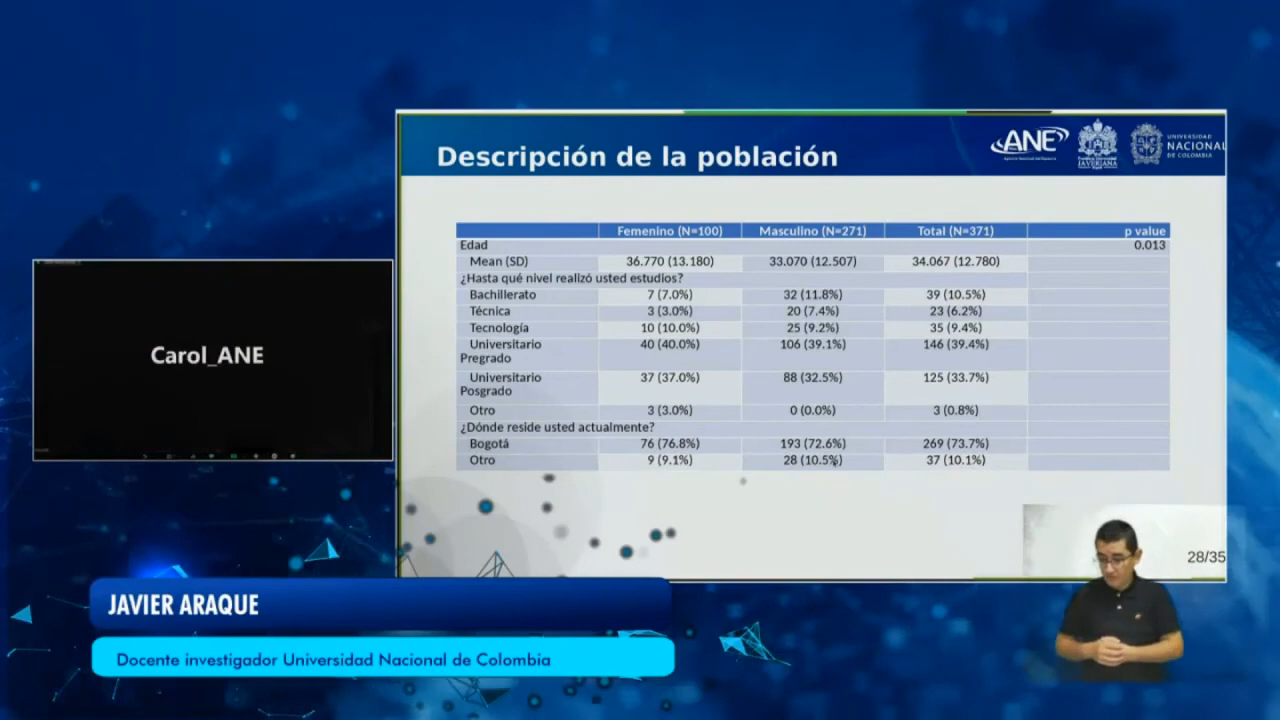 Descripción de la población
ANE
Pontificia Universidad
JAVERIANA
UNIVERSIDAD
NACIONAL
DE COLOMBIA
Femenino (N=100) Masculino (N=271) Total (N=371) p value
Edad 0.013
Mean (SD) 36.770 (13.180) 33.070 (12.507) 34.067 (12.780)
¿Hasta qué nivel realizó usted estudios?
Bachillerato 7 (7.0%) 32 (11.8%) 39 (10.5%)
Técnica 3 (3.0%) 20 (7.4%) 23 (6.2%)
Tecnología 10 (10.0%) 25 (9.2%) 35 (9.4%)
Universitario 40 (40.0%) 106 (39.1%) 146 (39.4%)
Pregrado
Universitario 37 (37.0%) 88 (32.5%) 125 (33.7%)
Posgrado
Otro 3 (3.0%) 0 (0.0%) 3 (0.8%)
¿Dónde reside usted actualmente?
Bogotá 76 (76.8%) 193 (72.6%) 269 (73.7%)
Otro 9 (9.1%) 28 (10.5%) 37 (10.1%)
Carol_ANE
28/35
JAVIER ARAQUE
Docente investigador Universidad Nacional de Colombia